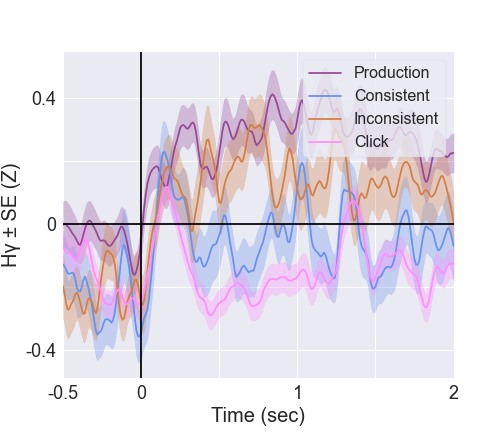 Production
Consistent
Inconsistent
Click
0.4
0
-0.4
Hγ ± SE (Z)
-0.5
0
1
2
Time (sec)